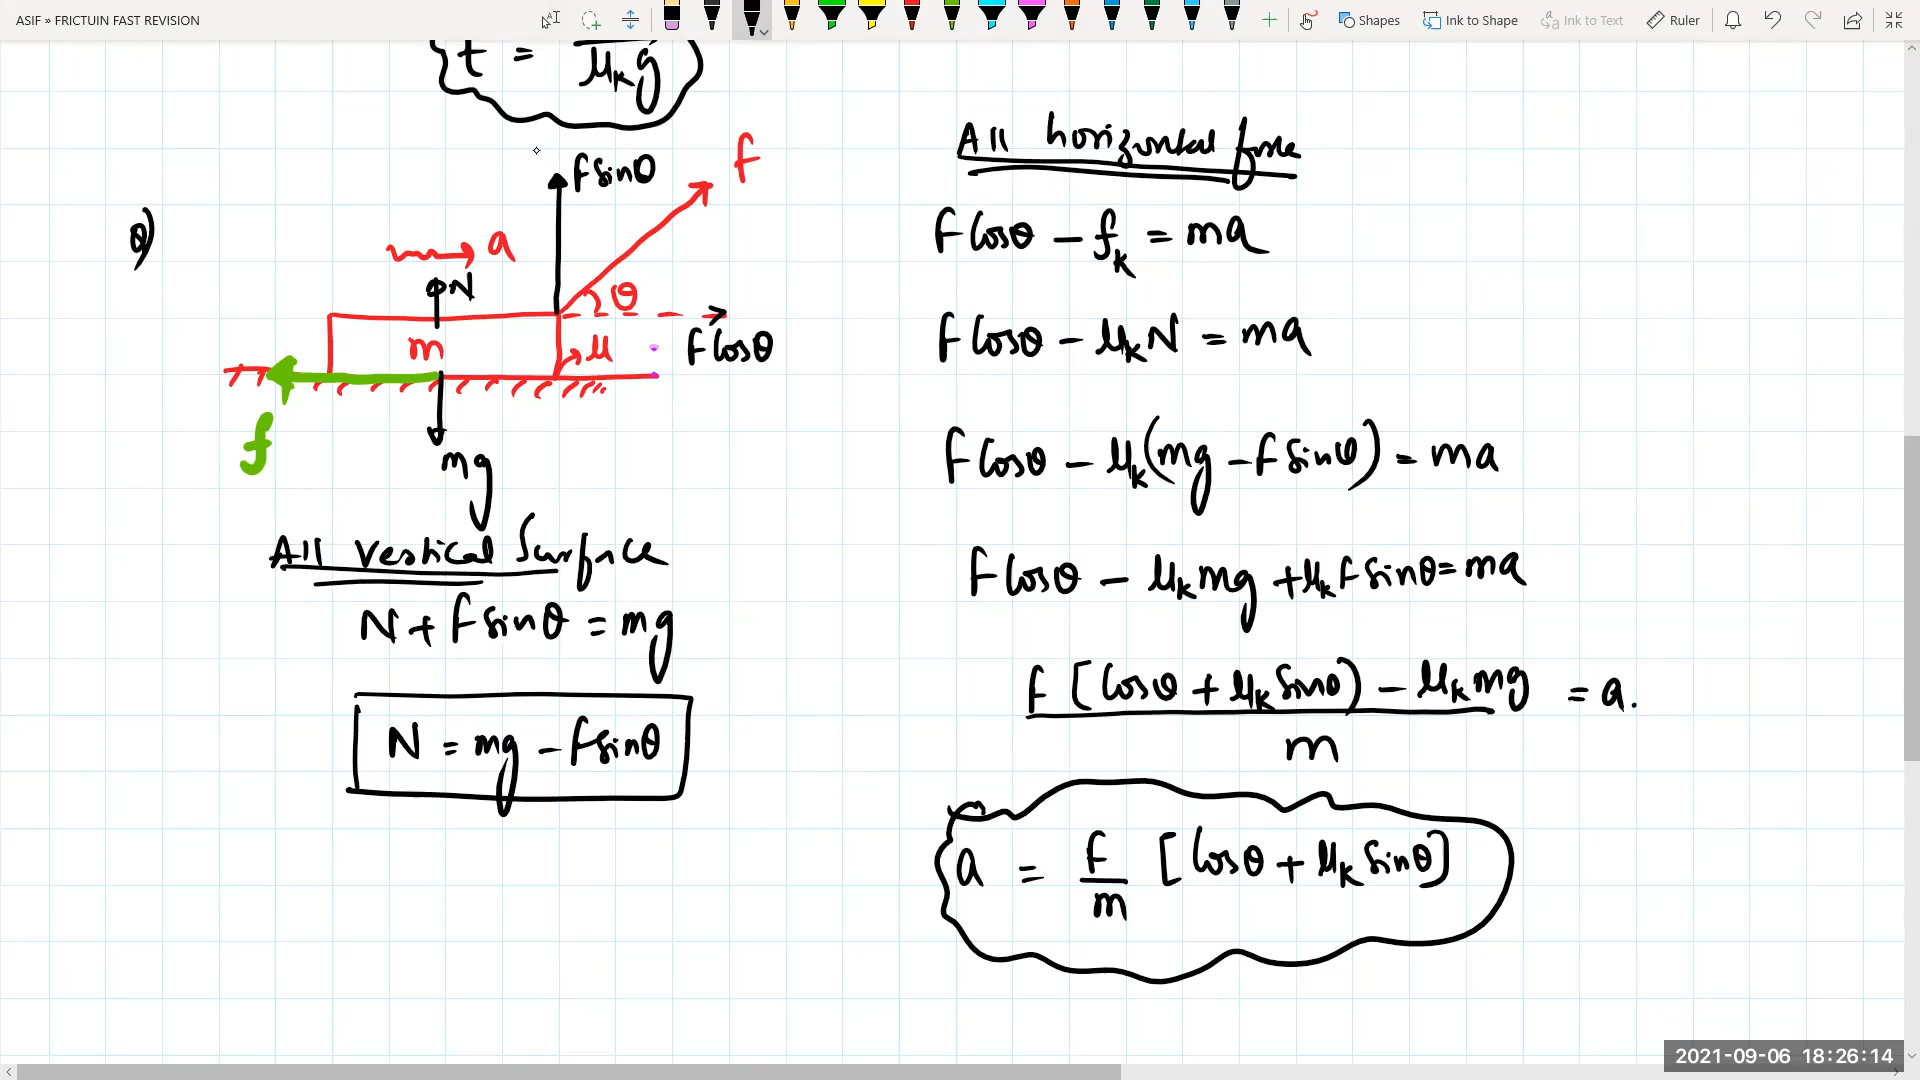 ASIF » FRICTUIN FAST REVISION
Shapes
Ink to Shape
Ink to Text
Ruler
t = μₖg
Q)
F sinθ
F
a
N
θ
m
μ
F cosθ
f
mg
All vertical Surface
N + F sinθ = mg
N = mg - F sinθ
All horizontal force
F cosθ - fₖ = ma
F cosθ - μₖN = ma
F cosθ - μₖ(mg - F sinθ) = ma
F cosθ - μₖmg + μₖF sinθ = ma
F [cosθ + μₖ sinθ) - μₖmg = a.
m
a = F/m [cosθ + μₖ sinθ]
2021-09-06 18:26:14